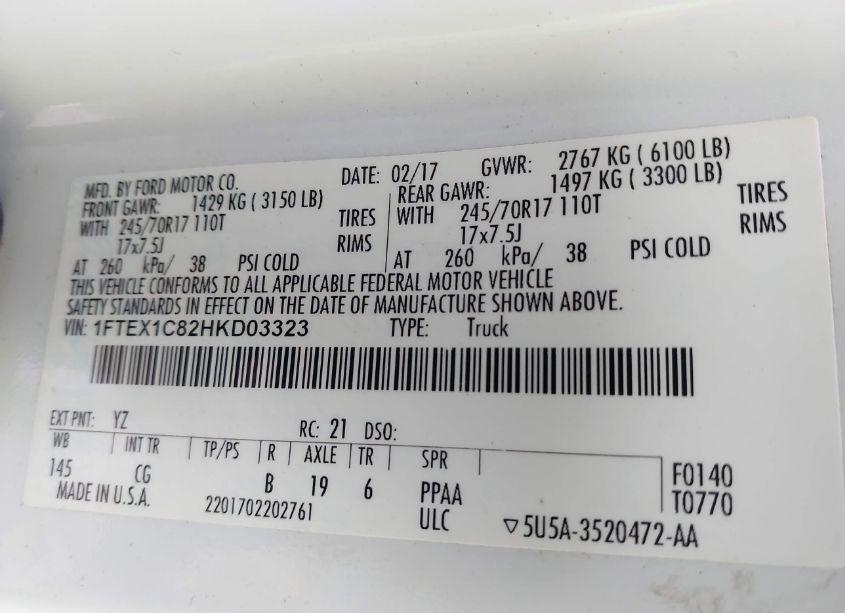 MFD. BY FORD MOTOR CO.
DATE: 02/17 GVWR: 2767 KG ( 6100 LB)
FRONT GAWR: 1429 KG ( 3150 LB)
WITH 245/70R17 110T TIRES
17x7.5J RIMS
AT 260 kPa/ 38 PSI COLD
REAR GAWR: 1497 KG ( 3300 LB)
WITH 245/70R17 110T TIRES
17x7.5J RIMS
AT 260 kPa/ 38 PSI COLD
THIS VEHICLE CONFORMS TO ALL APPLICABLE FEDERAL MOTOR VEHICLE
SAFETY STANDARDS IN EFFECT ON THE DATE OF MANUFACTURE SHOWN ABOVE.
VIN: 1FTEX1C82HKD03323 TYPE: Truck
EXT PNT: YZ RC: 21 DSO:
WB INT TR TP/PS R AXLE TR SPR
145 CG B 19 6 PPAA F0140
MADE IN U.S.A. 2201702202761 ULC T0770
▽5U5A-3520472-AA